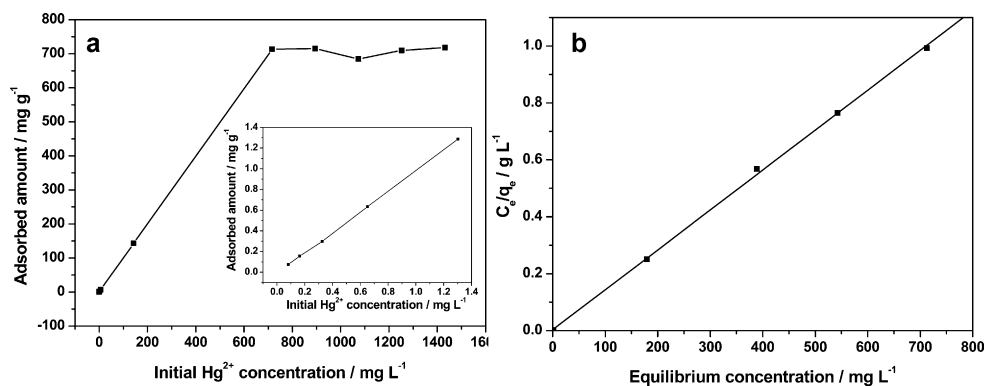 a
800
700
600
500
400
300
200
100
0
-100
Adsorbed amount / mg g⁻¹
0 200 400 600 800 1000 1200 1400
Initial Hg²⁺ concentration / mg L⁻¹
1.4
1.2
1.0
0.8
0.6
0.4
0.2
0.0
Adsorbed amount / mg g⁻¹
0.0 0.2 0.4 0.6 0.8 1.0 1.2 1.4
Initial Hg²⁺ concentration / mg L⁻¹
b
1.0
0.8
0.6
0.4
0.2
0.0
Cₑ/qₑ / g L⁻¹
0 100 200 300 400 500 600 700 800
Equilibrium concentration / mg L⁻¹